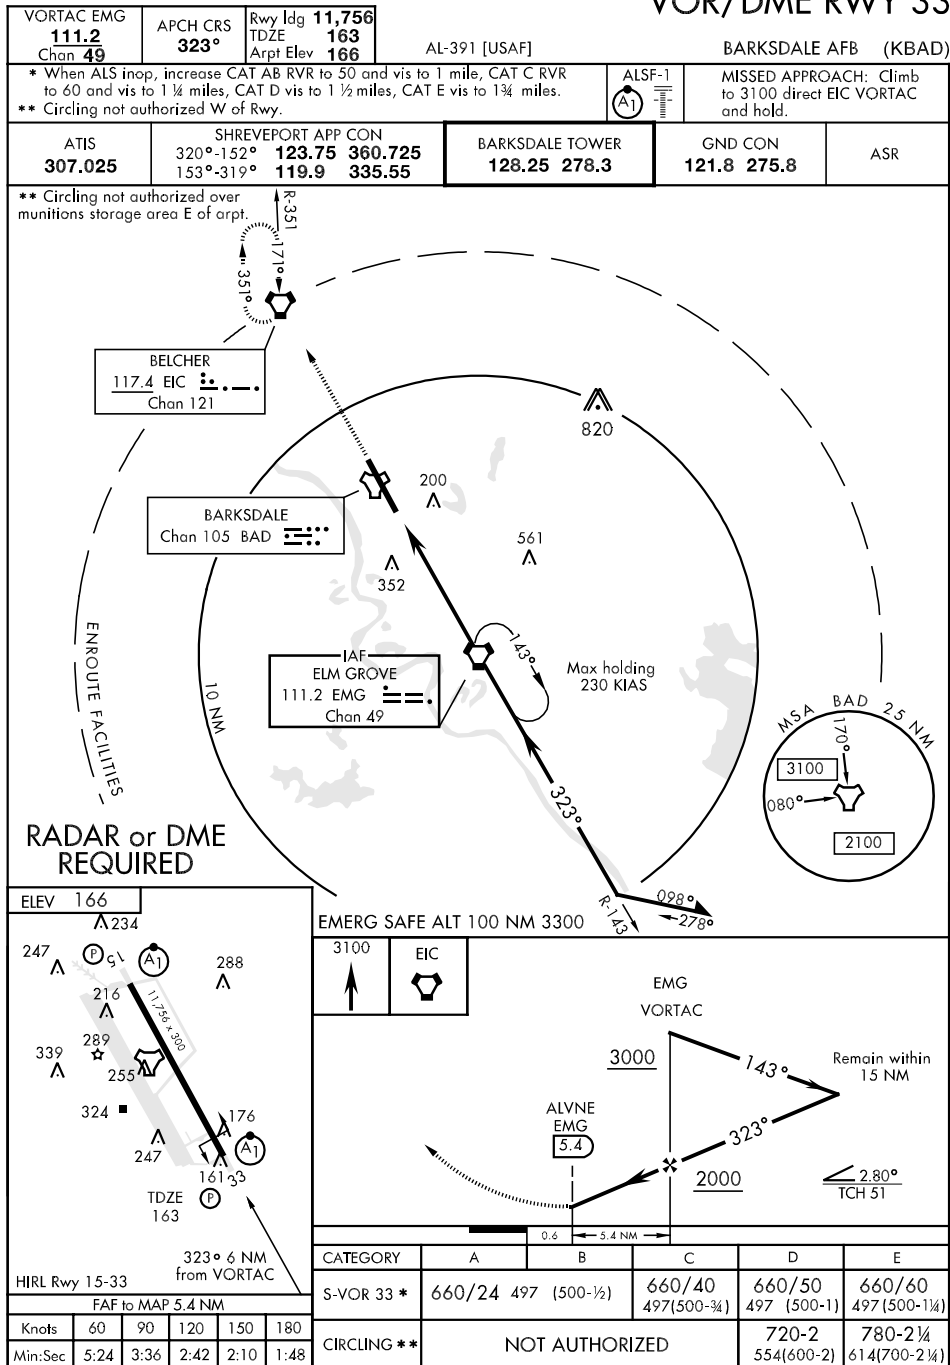 VOR/DME RWY 33
VORTAC EMG
111.2
Chan 49
APCH CRS
323°
Rwy ldg 11,756
TDZE 163
Arpt Elev 166
AL-391 [USAF]
BARKSDALE AFB (KBAD)
* When ALS inop, increase CAT AB RVR to 50 and vis to 1 mile, CAT C RVR
to 60 and vis to 1 ¼ miles, CAT D vis to 1 ½ miles, CAT E vis to 1¾ miles.
** Circling not authorized W of Rwy.
ALSF-1
A1
MISSED APPROACH: Climb
to 3100 direct EIC VORTAC
and hold.
ATIS
307.025
SHREVEPORT APP CON
320°-152° 123.75 360.725
153°-319° 119.9 335.55
BARKSDALE TOWER
128.25 278.3
GND CON
121.8 275.8
ASR
** Circling not authorized over
munitions storage area E of arpt.
R-351
171°
351°
BELCHER
117.4 EIC
Chan 121
820
200
BARKSDALE
Chan 105 BAD
561
352
ENROUTE FACILITIES
10 NM
IAF
ELM GROVE
111.2 EMG
Chan 49
143°
Max holding
230 KIAS
323°
MSA BAD 25 NM
170°
3100
080°
2100
RADAR or DME
REQUIRED
098°
278°
R-143
EMERG SAFE ALT 100 NM 3300
ELEV 166
234
247
P
15
A1
288
216
11,756 x 300
289
339
255
324
176
247
A1
161
33
TDZE
163
P
323° 6 NM
from VORTAC
HIRL Rwy 15-33
3100
EIC
EMG
VORTAC
3000
143°
Remain within
15 NM
ALVNE
EMG
5.4
323°
2000
2.80°
TCH 51
0.6
5.4 NM
FAF to MAP 5.4 NM
Knots 60 90 120 150 180
Min:Sec 5:24 3:36 2:42 2:10 1:48
CATEGORY A B C D E
S-VOR 33 * 660/24 497 (500-½) 660/40 497(500-¾) 660/50 497 (500-1) 660/60 497(500-1¼)
CIRCLING ** NOT AUTHORIZED 720-2 554(600-2) 780-2¼ 614(700-2¼)